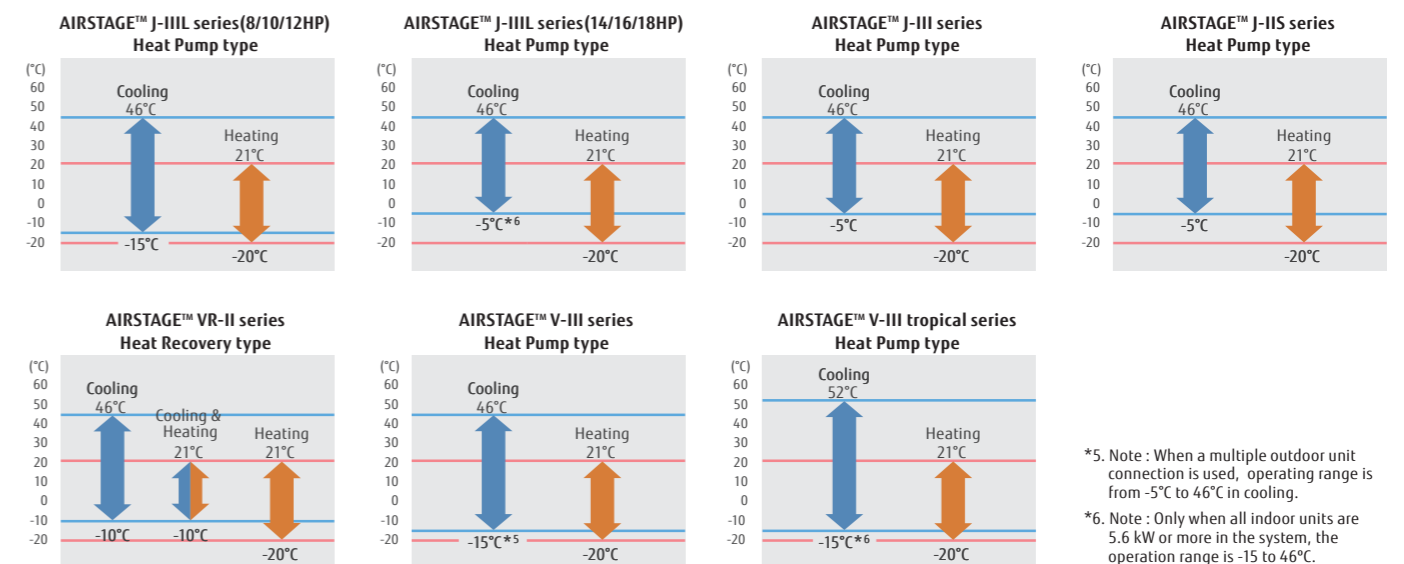 AIRSTAGE™ J-IIIL series(8/10/12HP)
Heat Pump type
(°C)
60
50
40
30
20
10
0
-10
-20
Cooling
46°C
Heating
21°C
-15°C
-20°C
AIRSTAGE™ J-IIIL series(14/16/18HP)
Heat Pump type
(°C)
60
50
40
30
20
10
0
-10
-20
Cooling
46°C
Heating
21°C
-5°C*6
-20°C
AIRSTAGE™ J-III series
Heat Pump type
(°C)
60
50
40
30
20
10
0
-10
-20
Cooling
46°C
Heating
21°C
-5°C
-20°C
AIRSTAGE™ J-IIS series
Heat Pump type
(°C)
60
50
40
30
20
10
0
-10
-20
Cooling
46°C
Heating
21°C
-5°C
-20°C
AIRSTAGE™ VR-II series
Heat Recovery type
(°C)
60
50
40
30
20
10
0
-10
-20
Cooling
46°C
Cooling &
Heating
21°C
Heating
21°C
-10°C
-10°C
-20°C
AIRSTAGE™ V-III series
Heat Pump type
(°C)
60
50
40
30
20
10
0
-10
-20
Cooling
46°C
Heating
21°C
-15°C*5
-20°C
AIRSTAGE™ V-III tropical series
Heat Pump type
(°C)
60
50
40
30
20
10
0
-10
-20
Cooling
52°C
Heating
21°C
-15°C*6
-20°C
*5. Note : When a multiple outdoor unit
connection is used, operating range is
from -5°C to 46°C in cooling.
*6. Note : Only when all indoor units are
5.6 kW or more in the system, the
operation range is -15 to 46°C.